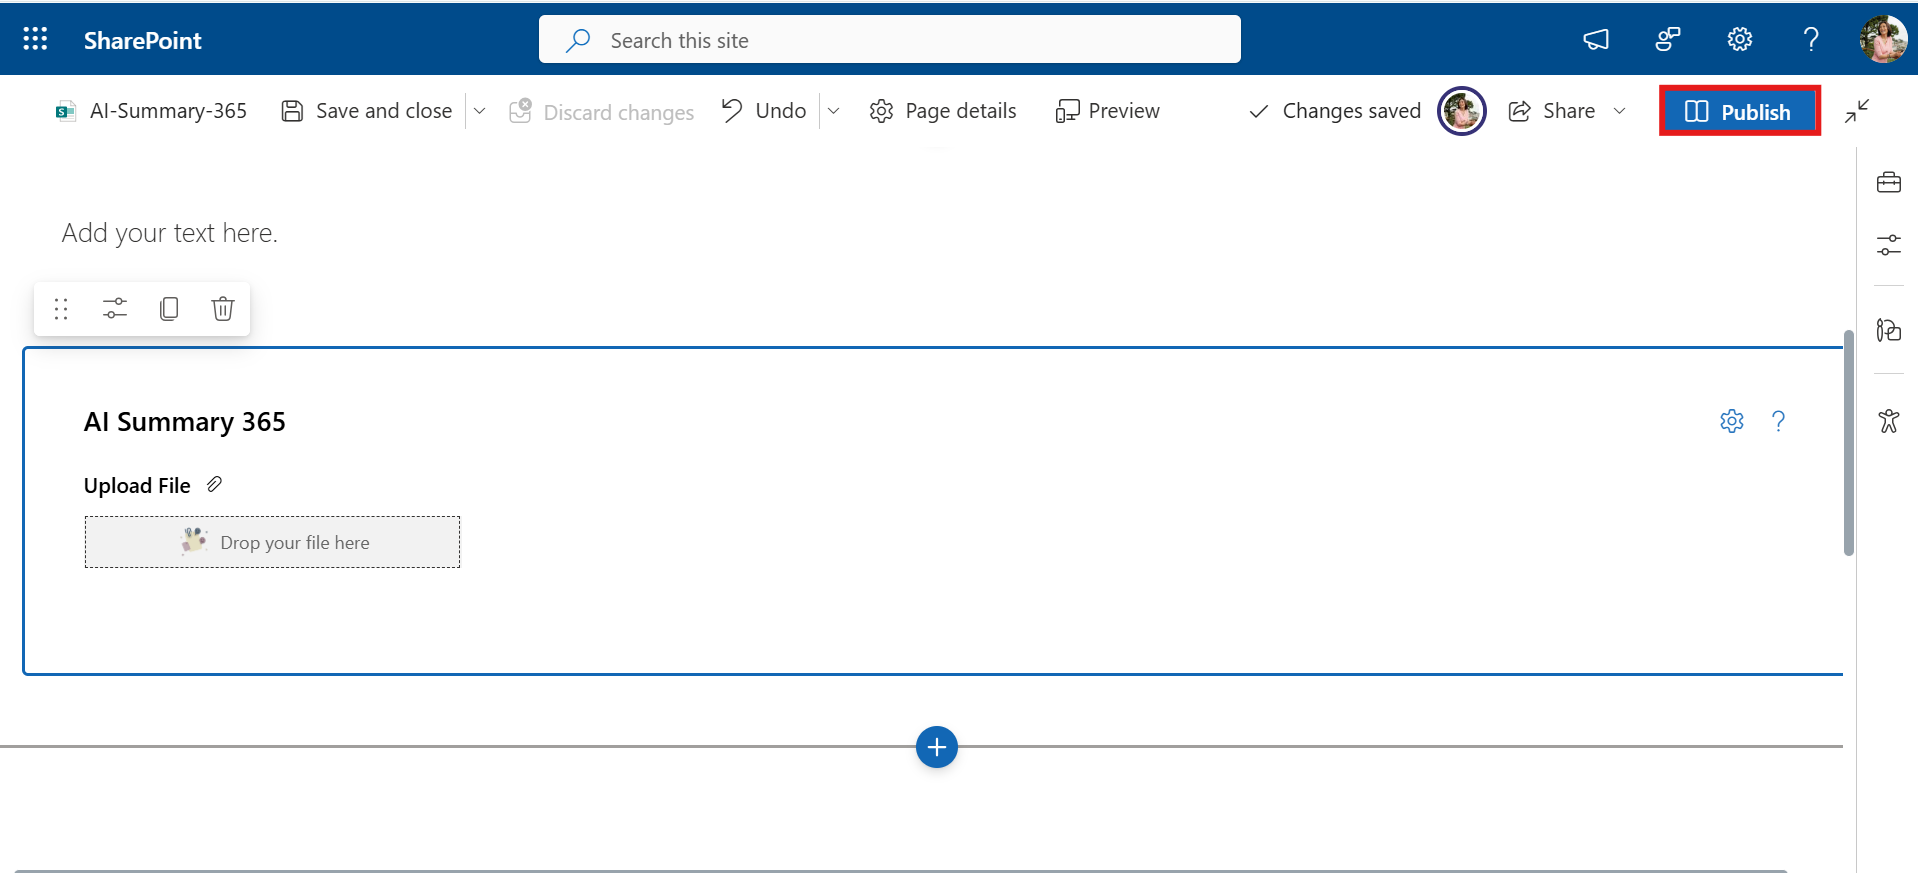 SharePoint
Search this site
AI-Summary-365
Save and close
Discard changes
Undo
Page details
Preview
Changes saved
Share
Publish
Add your text here.
AI Summary 365
Upload File
Drop your file here